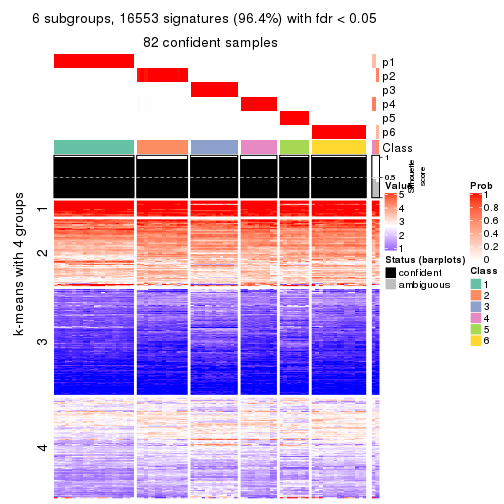 6 subgroups, 16553 signatures (96.4%) with fdr < 0.05
82 confident samples
p1
p2
p3
p4
p5
p6
Class
1
0.5
0
Silhouette
score
k-means with 4 groups
1
2
3
4
Value
5
4
3
2
1
Status (barplots)
confident
ambiguous
Prob
1
0.8
0.6
0.4
0.2
0
Class
1
2
3
4
5
6